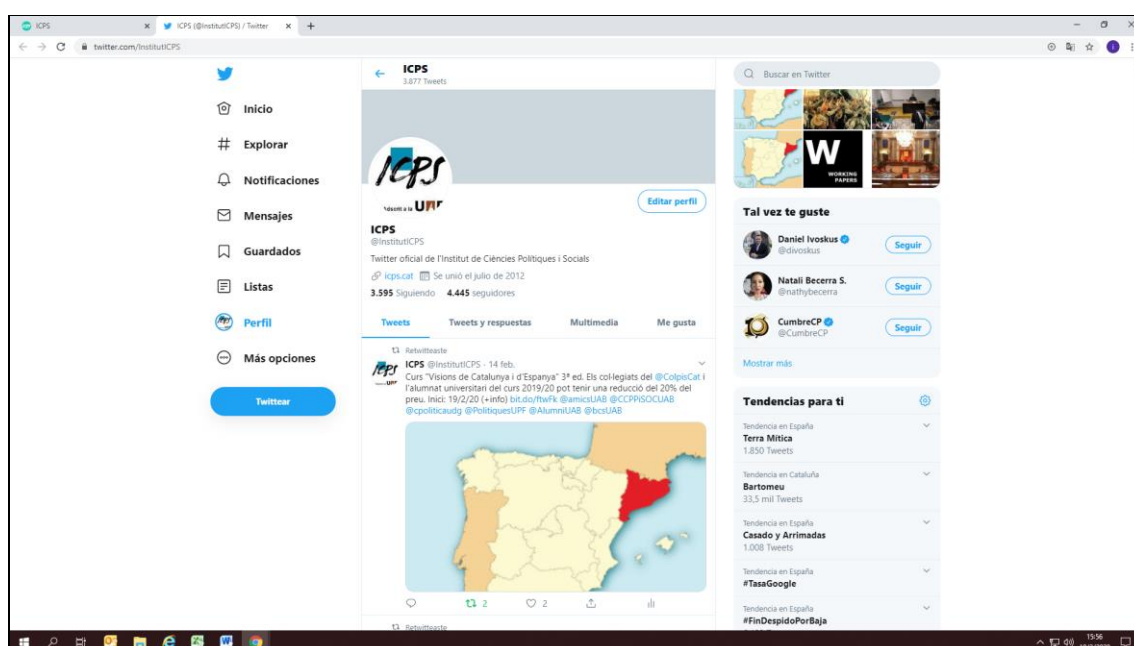 ICPS
ICPS (@InstitutICPS) / Twitter
twitter.com/InstitutICPS
Inicio
Explorar
Notificaciones
Mensajes
Guardados
Listas
Perfil
Más opciones
Twittear
ICPS
3.877 Tweets
ICPS
Adscrit a la
Editar perfil
ICPS
@InstitutICPS
Twitter oficial de l'Institut de Ciències Polítiques i Socials
icps.cat Se unió el julio de 2012
3.595 Siguiendo 4.445 seguidores
Tweets Tweets y respuestas Multimedia Me gusta
Retwitteaste
ICPS @InstitutICPS · 14 feb.
Curs "Visions de Catalunya i d'Espanya" 3ª ed. Els col·legiats del @ColpisCat i
l'alumnat universitari del curs 2019/20 pot tenir una reducció del 20% del
preu. Inici: 19/2/20 (+info) bit.do/ftwFk @amicsUAB @CCPPiSOCUAB
@cpoliticaudg @PolitiquesUPF @AlumniUAB @bcsUAB
2 2
Retwitteaste
Buscar en Twitter
W
WORKING
PAPERS
Tal vez te guste
Daniel Ivoskus
@divoskus
Seguir
Natali Becerra S.
@nathybecerra
Seguir
CumbreCP
@CumbreCP
Seguir
Mostrar más
Tendencias para ti
Tendencia en España
Terra Mítica
1.850 Tweets
Tendencia en Cataluña
Bartomeu
33,5 mil Tweets
Tendencia en España
Casado y Arrimadas
1.008 Tweets
Tendencia en España
#TasaGoogle
Tendencia en España
#FinDespidoPorBaja
15:56